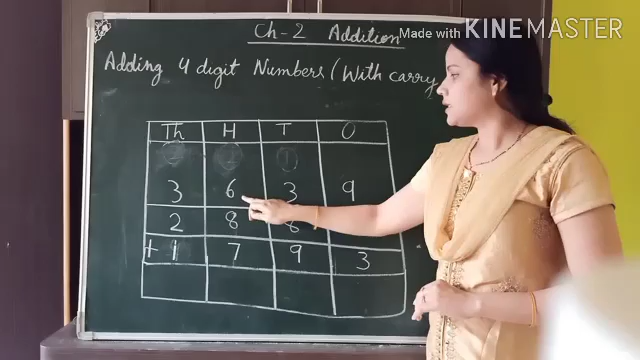 Made with KINEMASTER
Ch-2 Addition
Adding 4 digit Numbers (With carry
Th H T O
1
3 6 3 9
2 8 8
+ 1 7 9 3